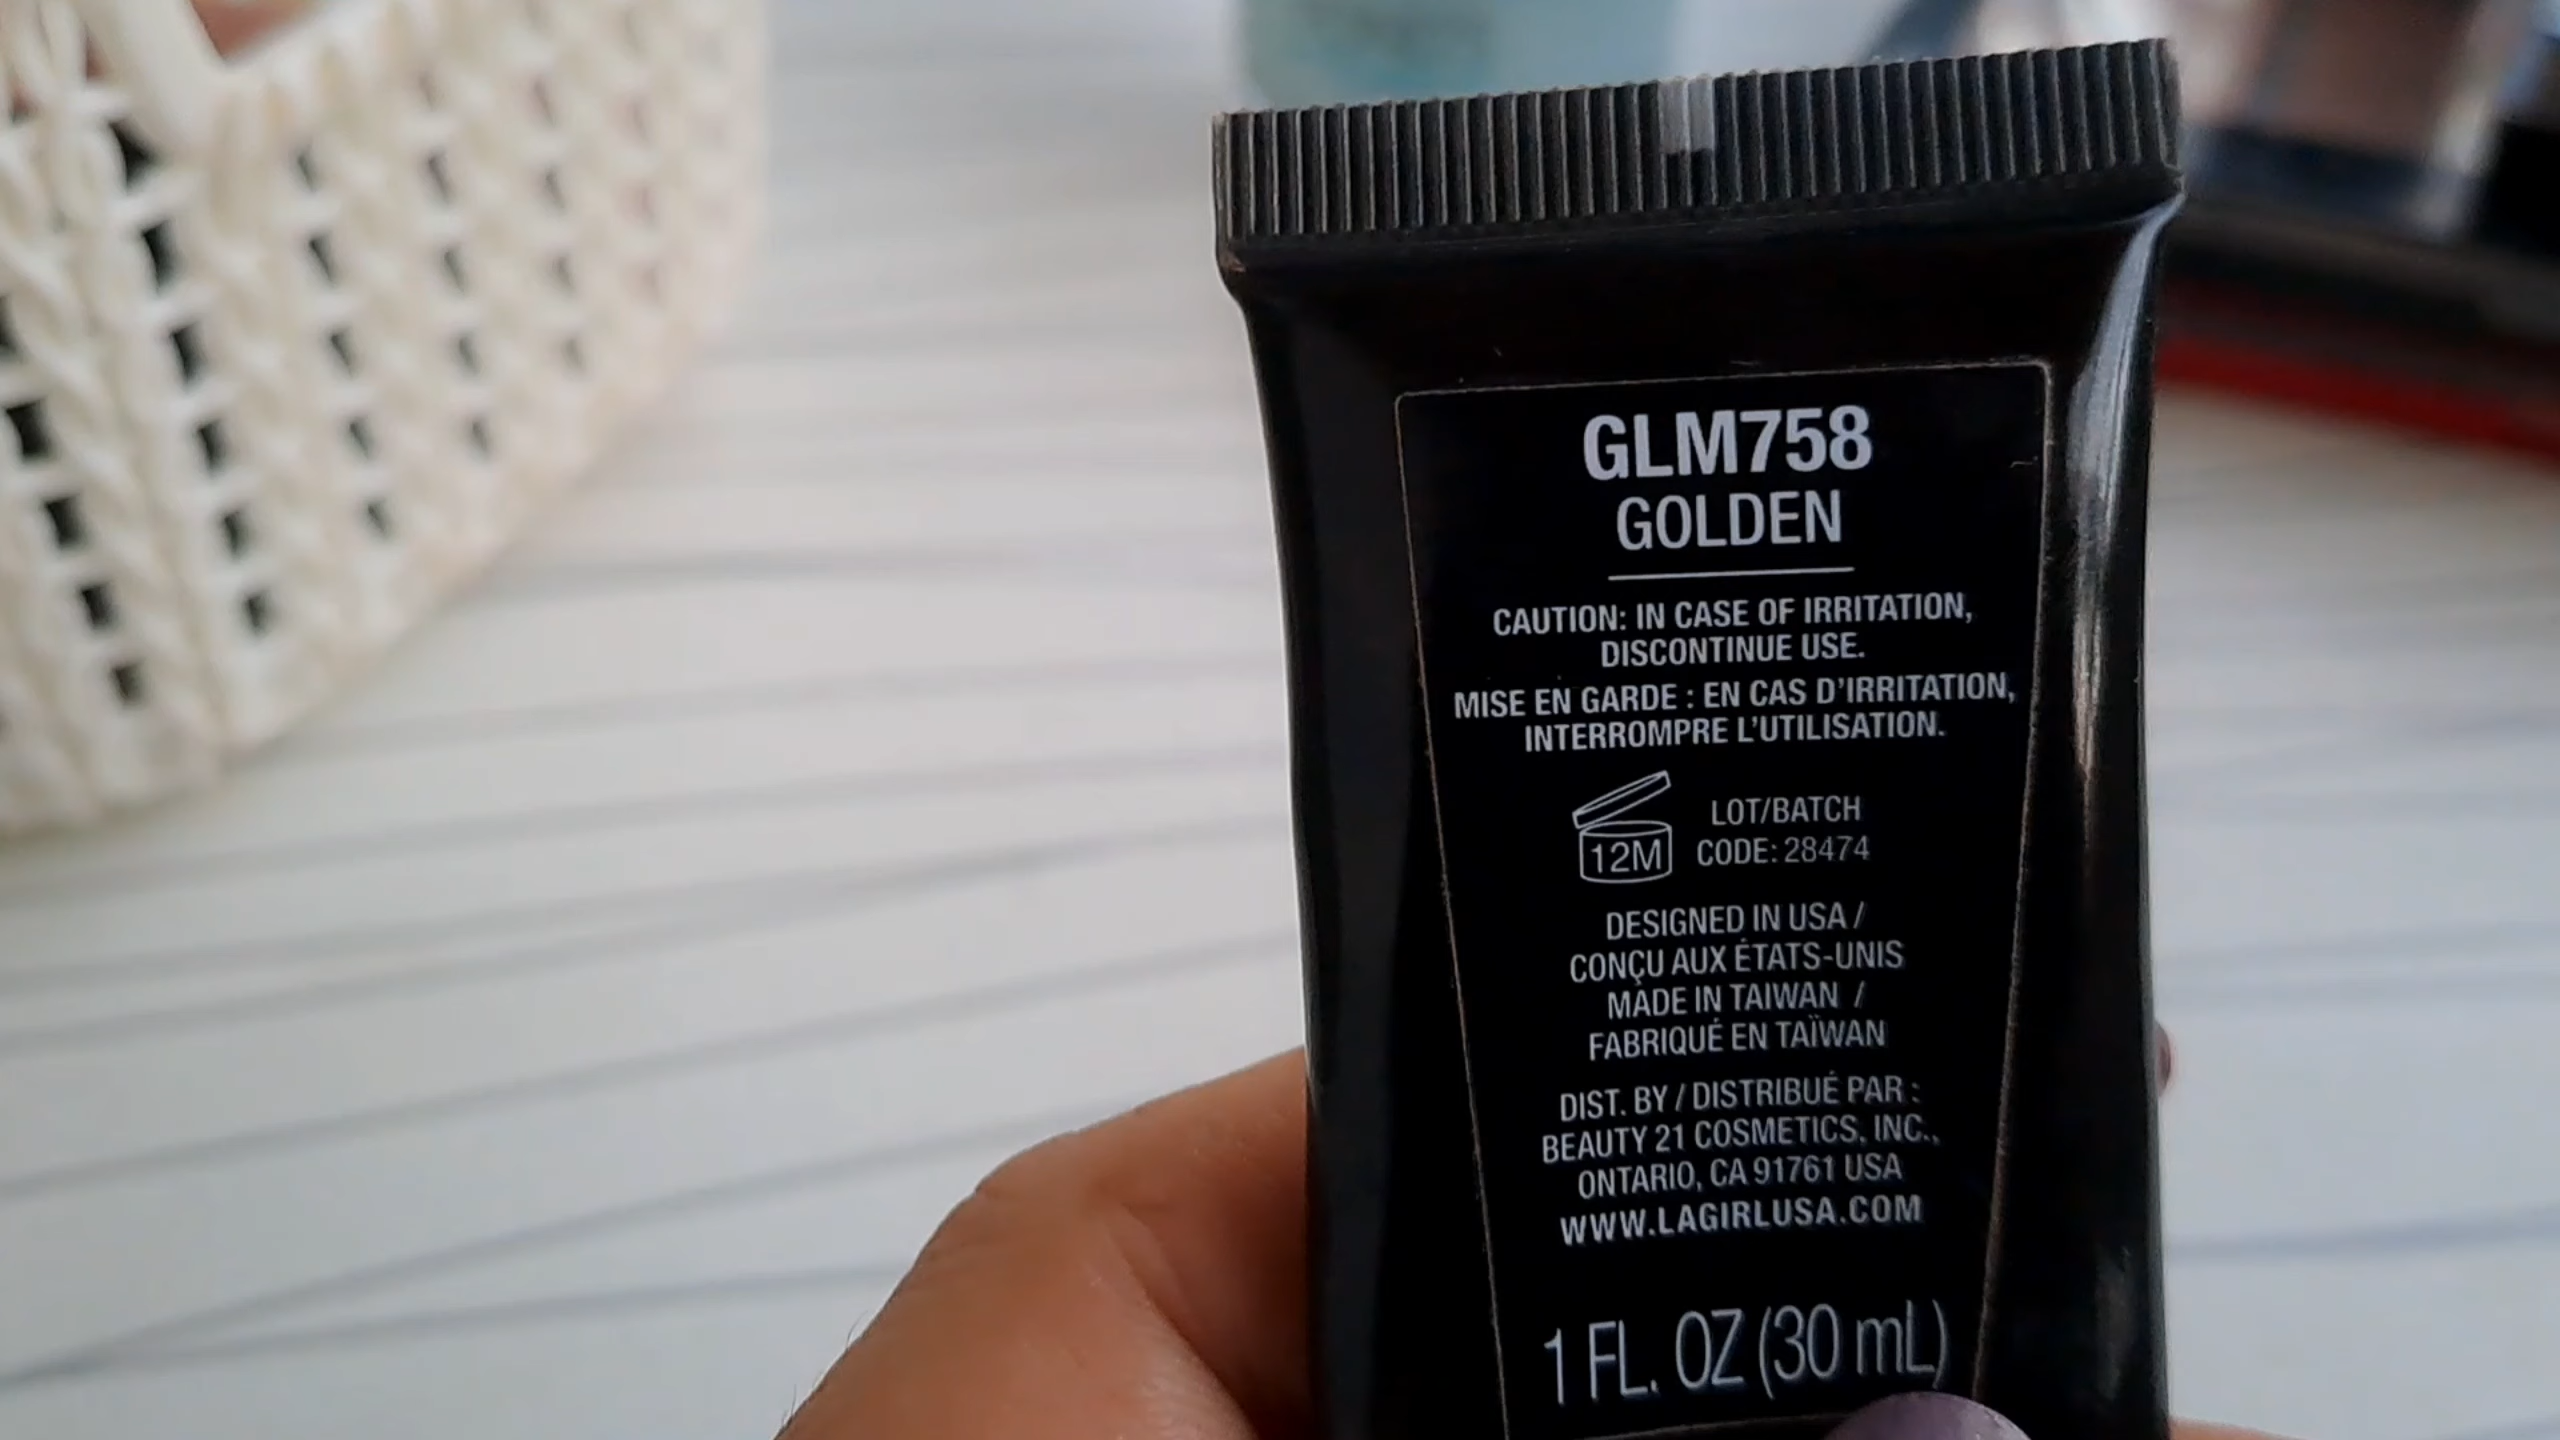 GLM758
GOLDEN
CAUTION: IN CASE OF IRRITATION,
DISCONTINUE USE.
MISE EN GARDE : EN CAS D'IRRITATION,
INTERROMPRE L'UTILISATION.
12M
LOT/BATCH
CODE: 28474
DESIGNED IN USA /
CONÇU AUX ÉTATS-UNIS
MADE IN TAIWAN /
FABRIQUÉ EN TAÏWAN
DIST. BY / DISTRIBUÉ PAR :
BEAUTY 21 COSMETICS, INC.,
ONTARIO, CA 91761 USA
WWW.LAGIRLUSA.COM
1 FL. OZ (30 mL)